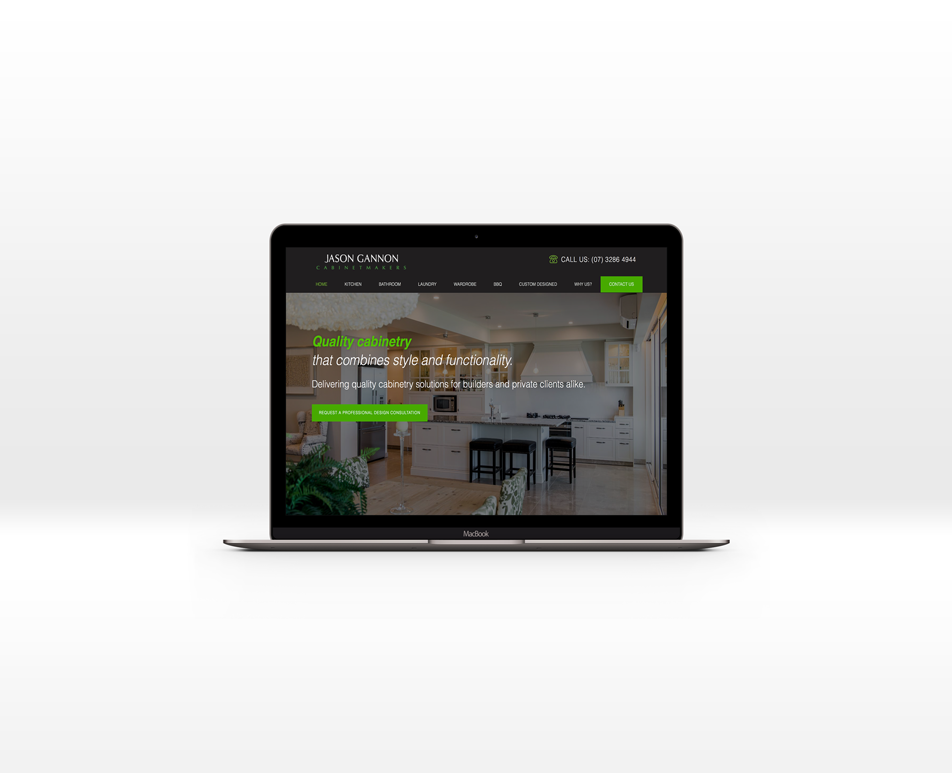 JASON GANNON
CABINETMAKERS
CALL US: (07) 3286 4944
HOME KITCHEN BATHROOM LAUNDRY WARDROBE BBQ CUSTOM DESIGNED WHY US? CONTACT US
Quality cabinetry
that combines style and functionality.
Delivering quality cabinetry solutions for builders and private clients alike.
REQUEST A PROFESSIONAL DESIGN CONSULTATION
MacBook